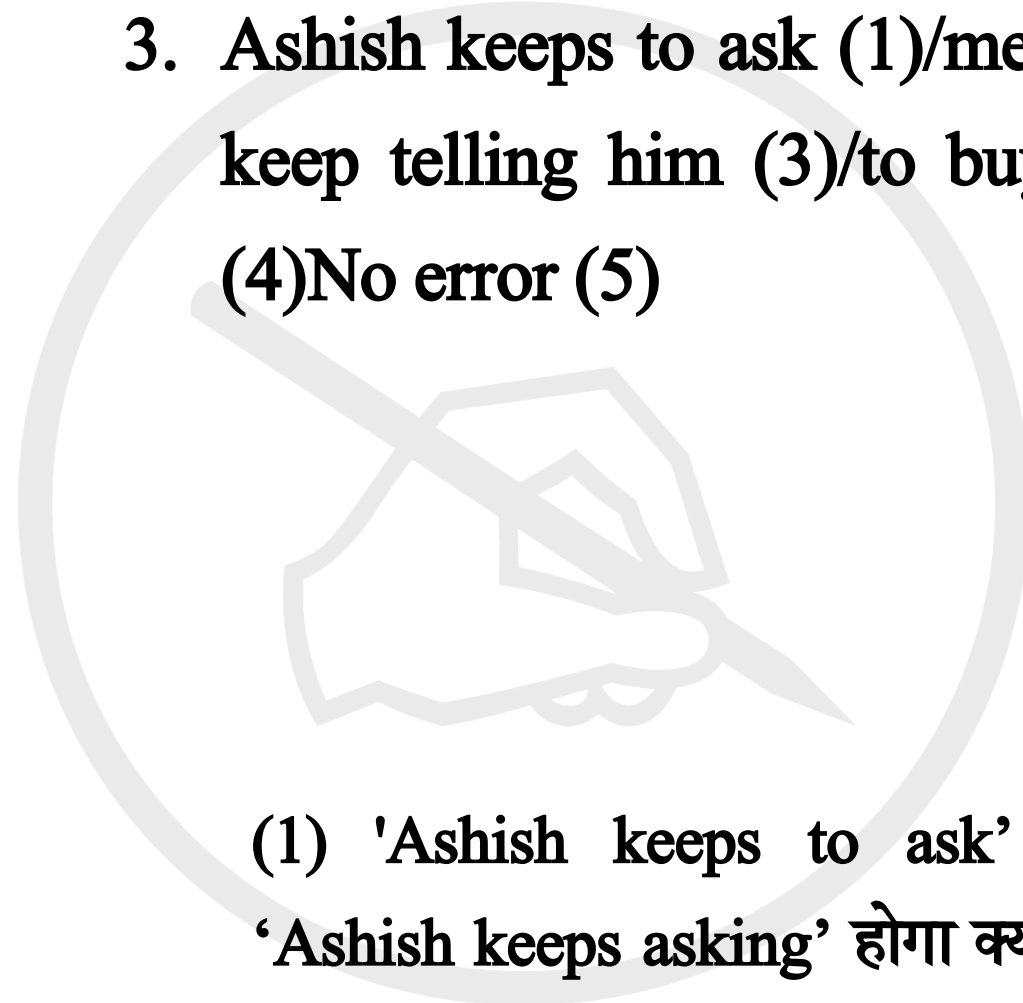 3. Ashish keeps to ask (1)/me
keep telling him (3)/to
(4)No error (5)
(1) 'Ashish keeps to ask’
‘Ashish keeps asking’ होगा